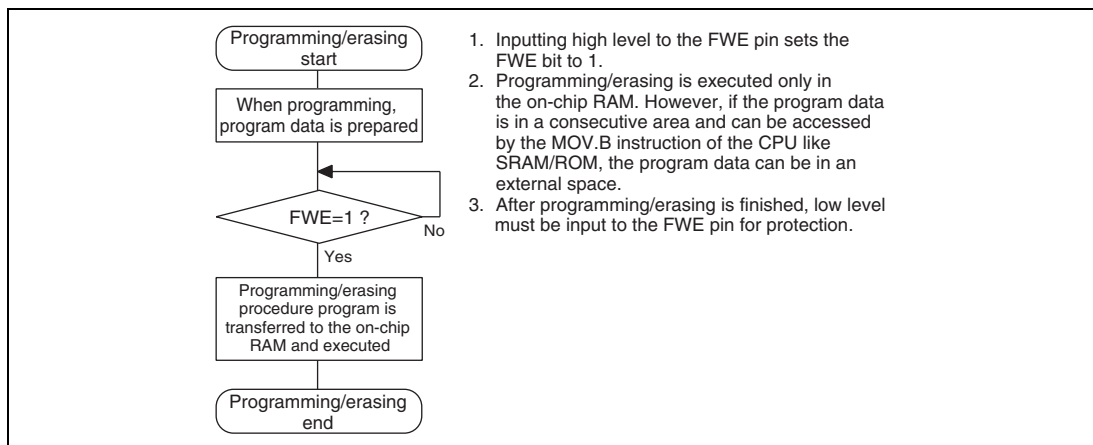 Programming/erasing
start
When programming,
program data is prepared
FWE=1 ?
No
Yes
Programming/erasing
procedure program is
transferred to the on-chip
RAM and executed
Programming/erasing
end
1. Inputting high level to the FWE pin sets the
FWE bit to 1.
2. Programming/erasing is executed only in
the on-chip RAM. However, if the program data
is in a consecutive area and can be accessed
by the MOV.B instruction of the CPU like
SRAM/ROM, the program data can be in an
external space.
3. After programming/erasing is finished, low level
must be input to the FWE pin for protection.